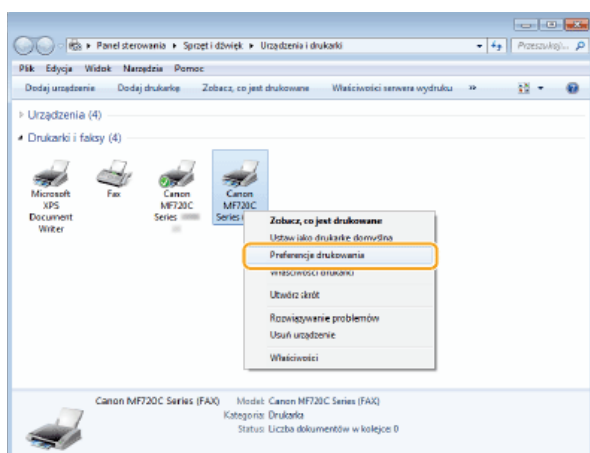 Panel sterowania ▸ Sprzęt i dźwięk ▸ Urządzenia i drukarki
Przeszukaj...
Plik Edycja Widok Narzędzia Pomoc
Dodaj urządzenie Dodaj drukarkę Zobacz, co jest drukowane Właściwości serwera wydruku »
Urządzenia (4)
Drukarki i faksy (4)
Microsoft XPS Document Writer
Fax
Canon MF720C Series
Canon MF720C Series
Zobacz, co jest drukowane
Ustaw jako drukarkę domyślną
Preferencje drukowania
Właściwości drukarki
Utwórz skrót
Rozwiązywanie problemów
Usuń urządzenie
Właściwości
Canon MF720C Series (FAX) Model: Canon MF720C Series (FAX)
Kategoria: Drukarka
Status: Liczba dokumentów w kolejce: 0